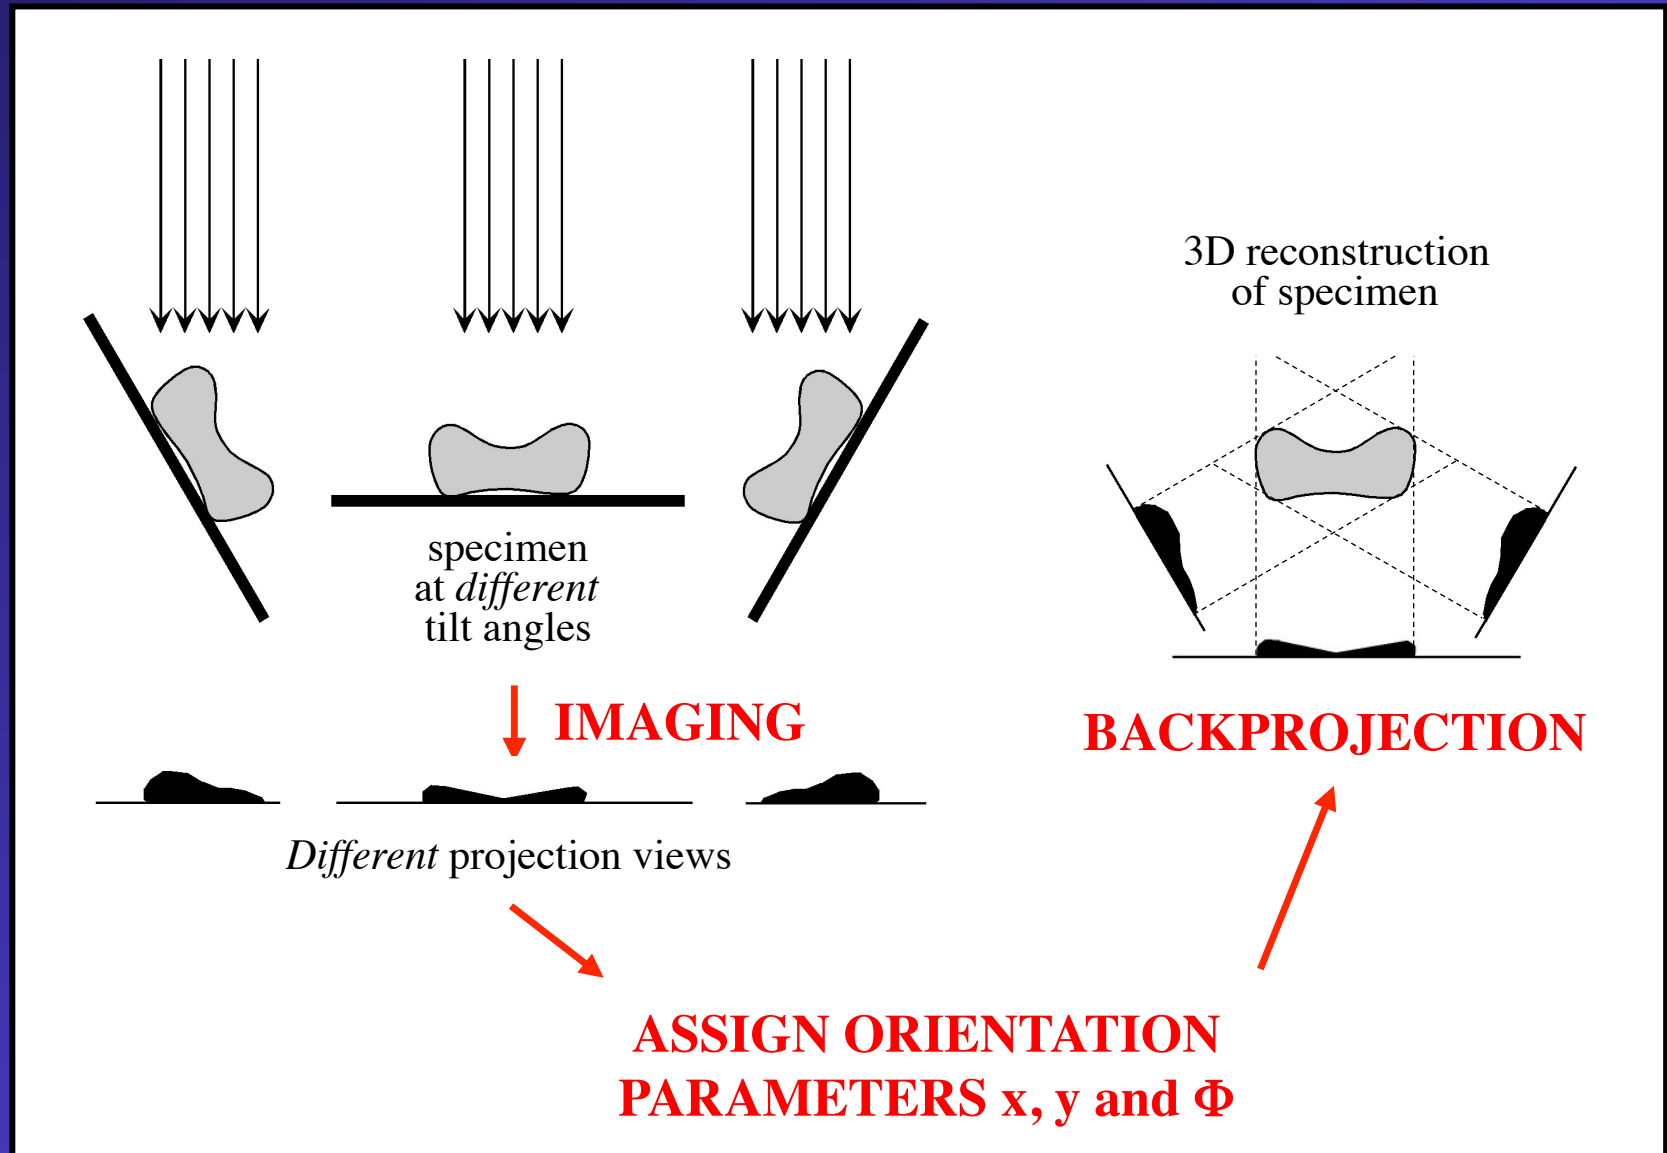 specimen
at different
tilt angles
IMAGING
Different projection views
ASSIGN ORIENTATION
PARAMETERS x, y and Φ
3D reconstruction
of specimen
BACKPROJECTION